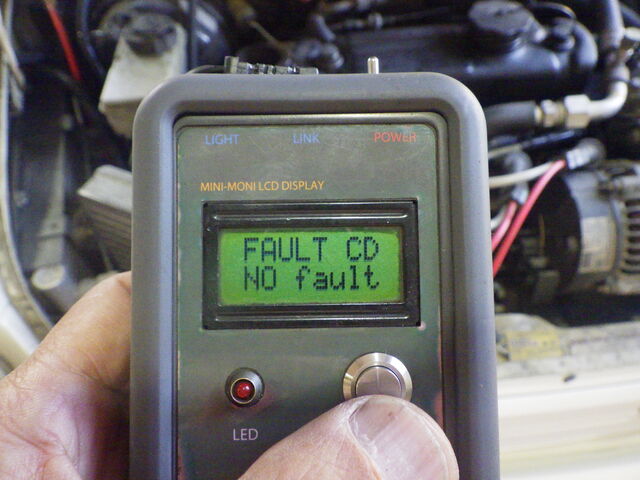 LIGHT LINK POWER
MINI-MONI LCD DISPLAY
FAULT CD
NO fault
LED